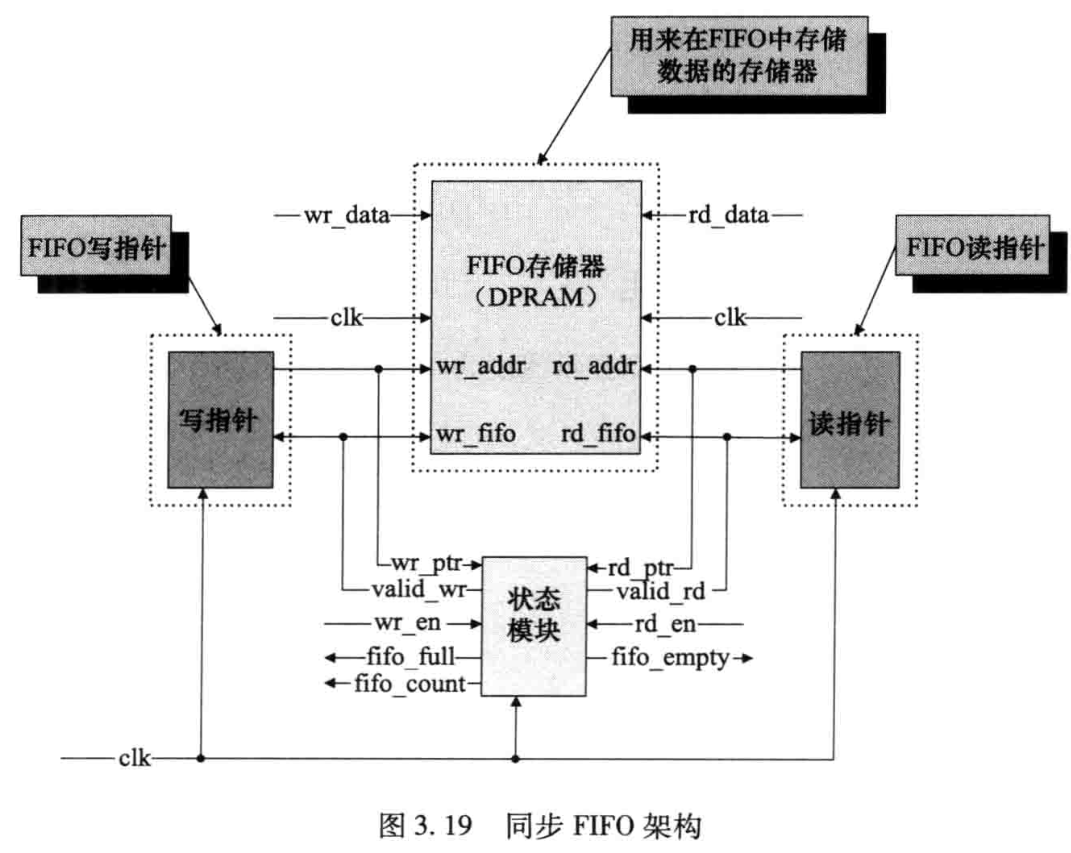 用来在FIFO中存储
数据的存储器
wr_data
rd_data
FIFO写指针
FIFO读指针
FIFO存储器
（DPRAM）
clk
clk
wr_addr
rd_addr
写指针
读指针
wr_fifo
rd_fifo
wr_ptr
rd_ptr
valid_wr
valid_rd
状态
模块
wr_en
rd_en
fifo_full
fifo_empty
fifo_count
clk
图 3. 19 同步 FIFO 架构